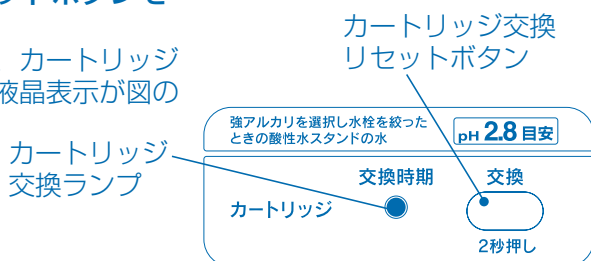 カートリッジ交換
リセットボタン
カートリッジ
液晶表示が図の
カートリッジ
交換ランプ
強アルカリを選択し水栓を絞った
ときの酸性水スタンドの水
pH 2.8 目安
交換時期 交換
カートリッジ
2秒押し